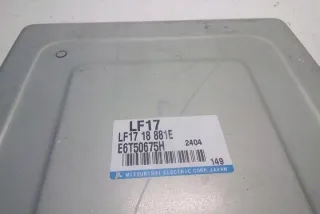 LF17
LF17 18 881E
E6T50675H 2404
149
MITSUBISHI ELECTRIC CORP. JAPAN